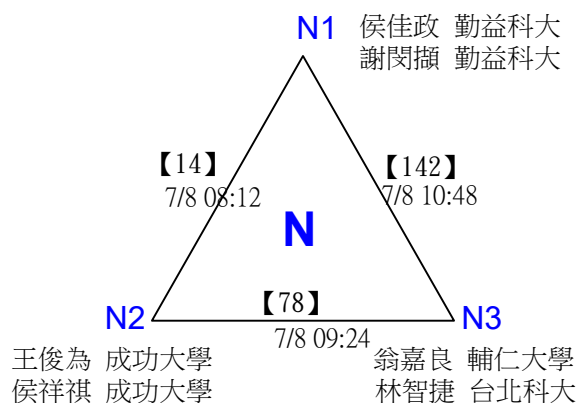 N1 侯佳政 勤益科大
謝閔擷 勤益科大
【14】
7/8 08:12
【142】
7/8 10:48
N
【78】
7/8 09:24
N2
王俊為 成功大學
侯祥祺 成功大學
N3
翁嘉良 輔仁大學
林智捷 台北科大